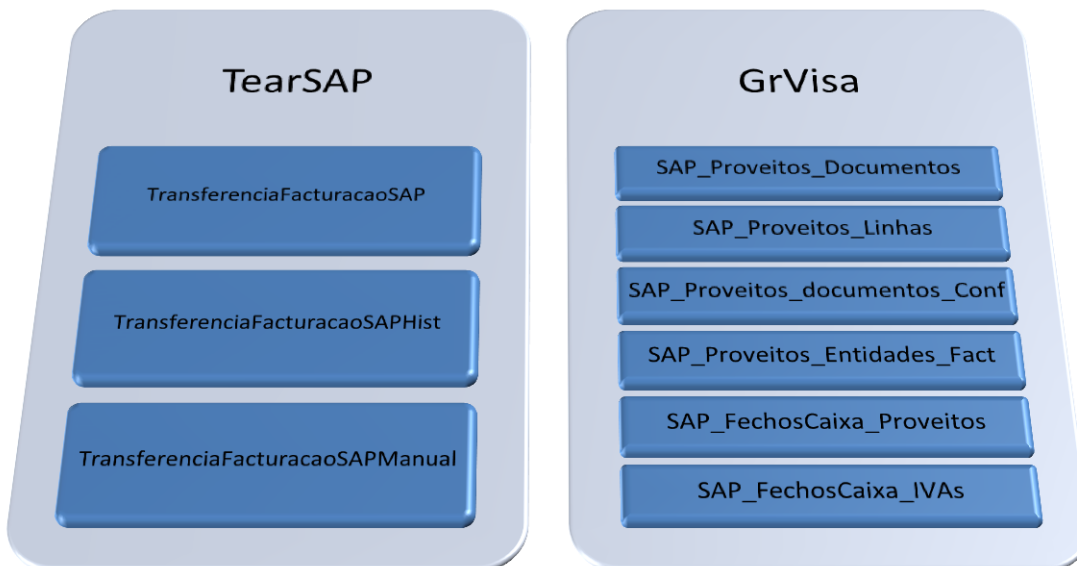 TearSAP
TransferenciaFacturacaoSAP
TransferenciaFacturacaoSAPHist
TransferenciaFacturacaoSAPManual
GrVisa
SAP_Proveitos_Documentos
SAP_Proveitos_Linhas
SAP_Proveitos_documentos_Conf
SAP_Proveitos_Entidades_Fact
SAP_FechosCaixa_Proveitos
SAP_FechosCaixa_IVAs